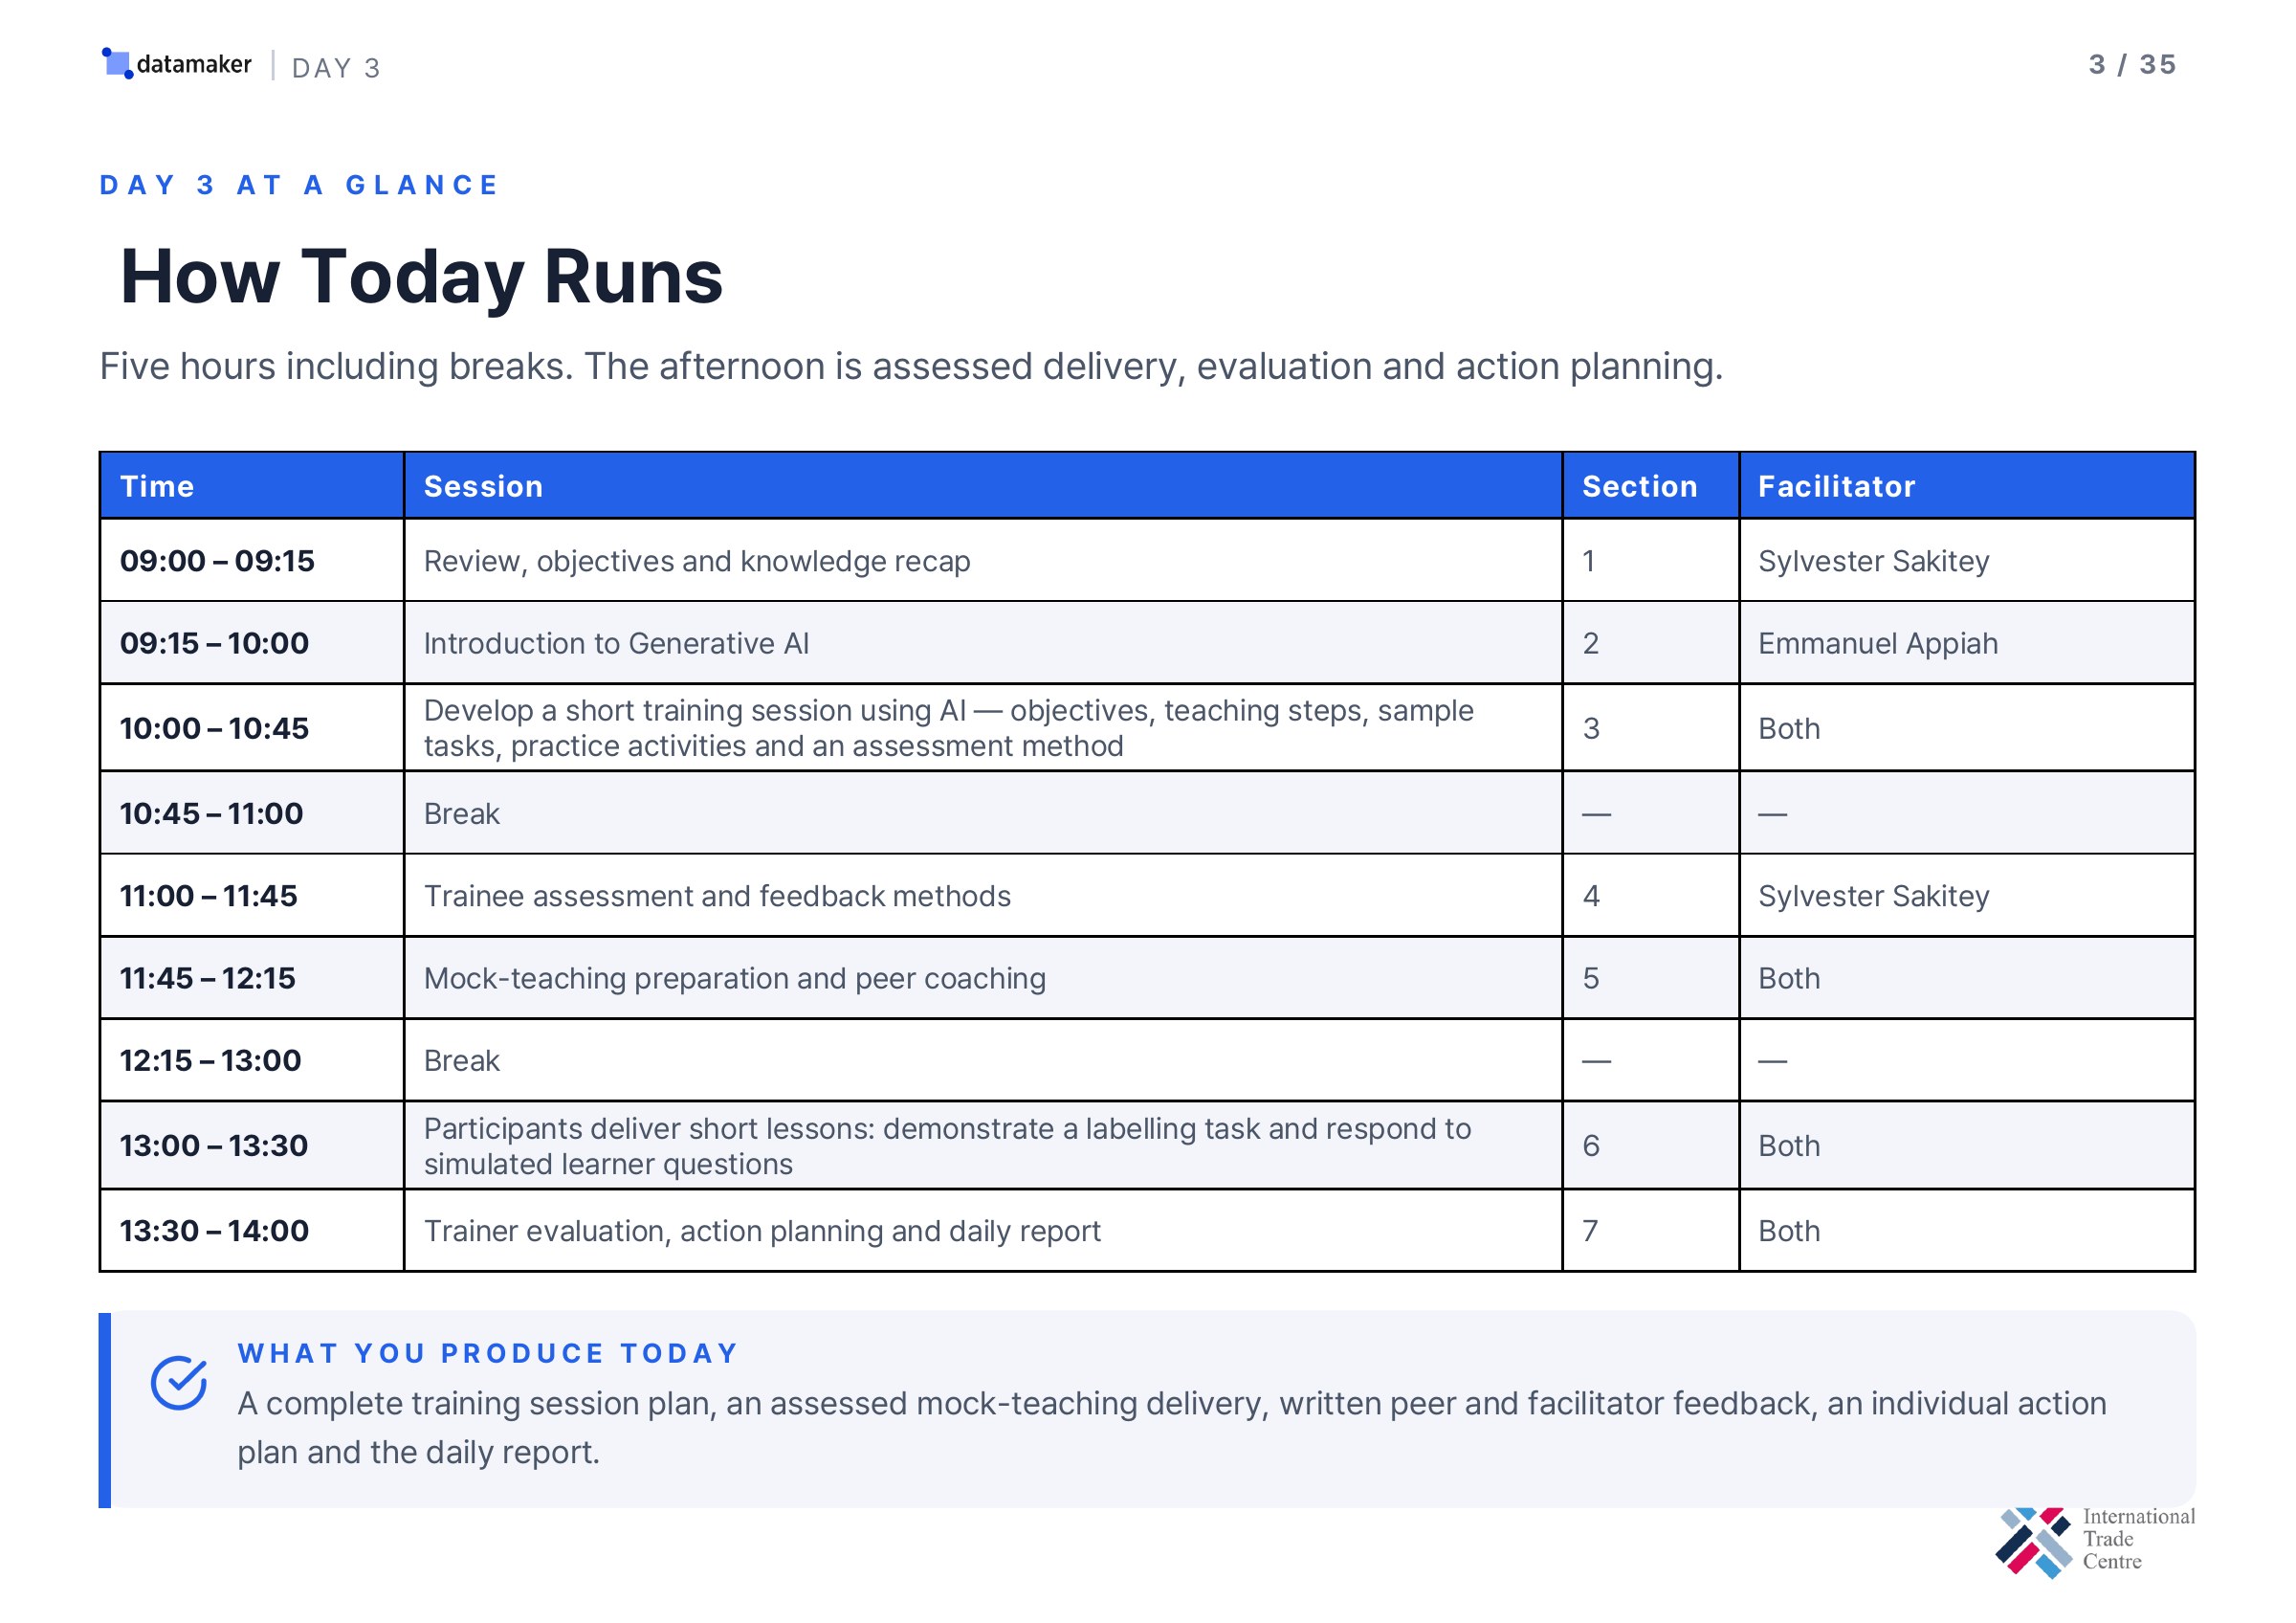 datamaker | DAY 3
3 / 35
DAY 3 AT A GLANCE
How Today Runs
Five hours including breaks. The afternoon is assessed delivery, evaluation and action planning.
Time Session Section Facilitator
09:00 – 09:15 Review, objectives and knowledge recap 1 Sylvester Sakitey
09:15 – 10:00 Introduction to Generative AI 2 Emmanuel Appiah
10:00 – 10:45 Develop a short training session using AI — objectives, teaching steps, sample
tasks, practice activities and an assessment method 3 Both
10:45 – 11:00 Break — —
11:00 – 11:45 Trainee assessment and feedback methods 4 Sylvester Sakitey
11:45 – 12:15 Mock-teaching preparation and peer coaching 5 Both
12:15 – 13:00 Break — —
13:00 – 13:30 Participants deliver short lessons: demonstrate a labelling task and respond to
simulated learner questions 6 Both
13:30 – 14:00 Trainer evaluation, action planning and daily report 7 Both
WHAT YOU PRODUCE TODAY
A complete training session plan, an assessed mock-teaching delivery, written peer and facilitator feedback, an individual action
plan and the daily report.
International
Trade
Centre